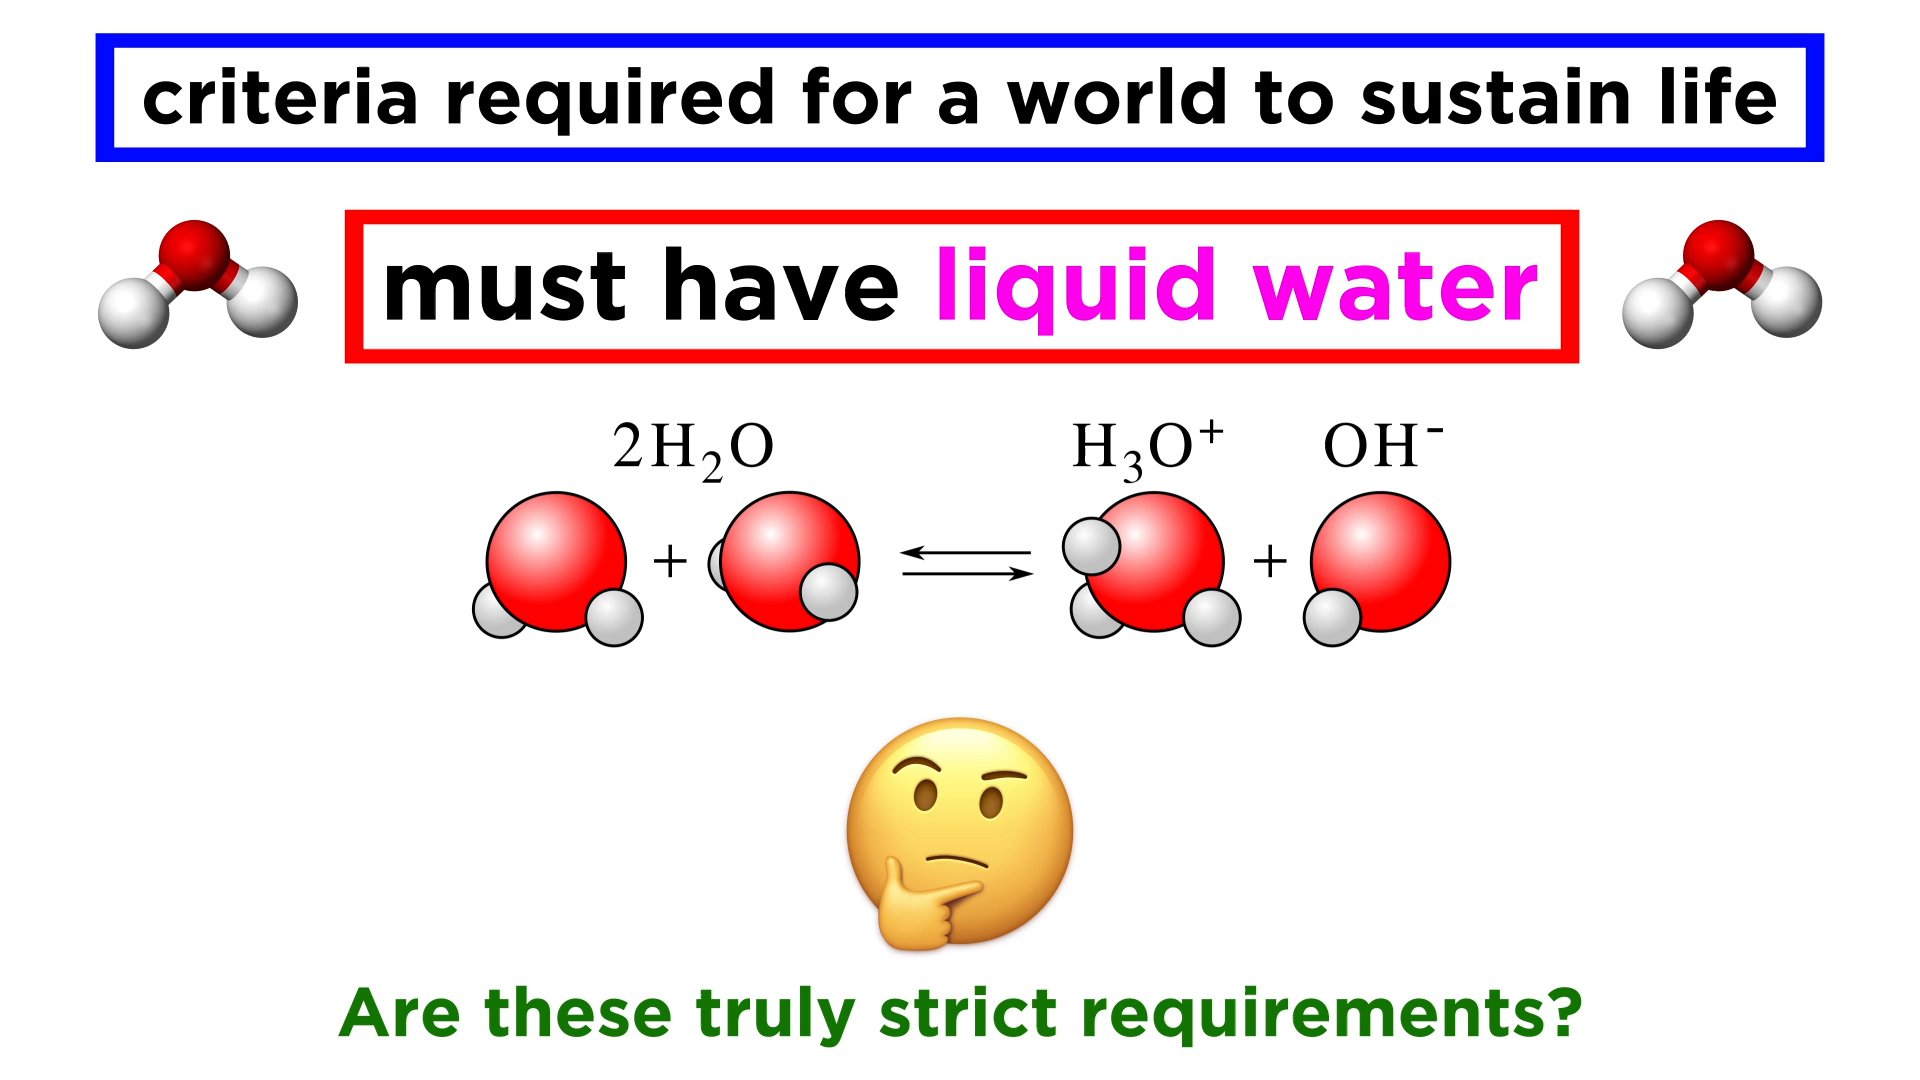 criteria required for a world to sustain life
must have liquid water
2H₂O H₃O⁺ OH⁻
+ +
Are these truly strict requirements?